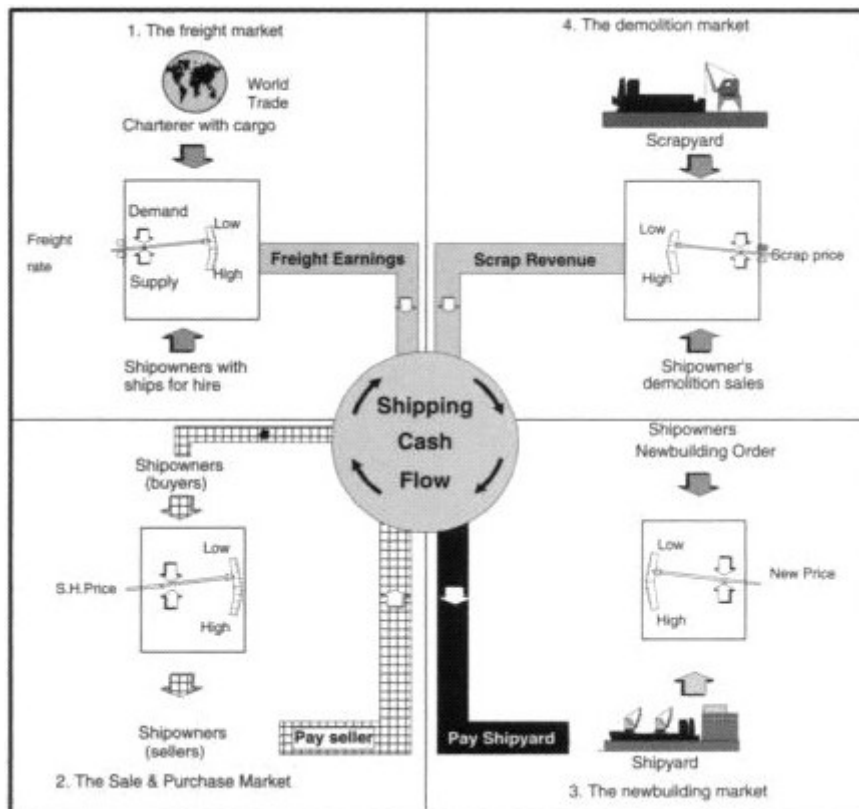 1. The freight market
World
Trade
Charterer with cargo
Demand
Low
Freight
rate
Supply
High
Freight Earnings
Shipowners with
ships for hire
4. The demolition market
Scrapyard
Low
High
Scrap price
Scrap Revenue
Shipowner's
demolition sales
Shipping
Cash
Flow
Shipowners
(buyers)
Low
S.H.Price
High
Shipowners
(sellers)
Pay seller
2. The Sale & Purchase Market
Shipowners
Newbuilding Order
Low
New Price
High
Pay Shipyard
Shipyard
3. The newbuilding market